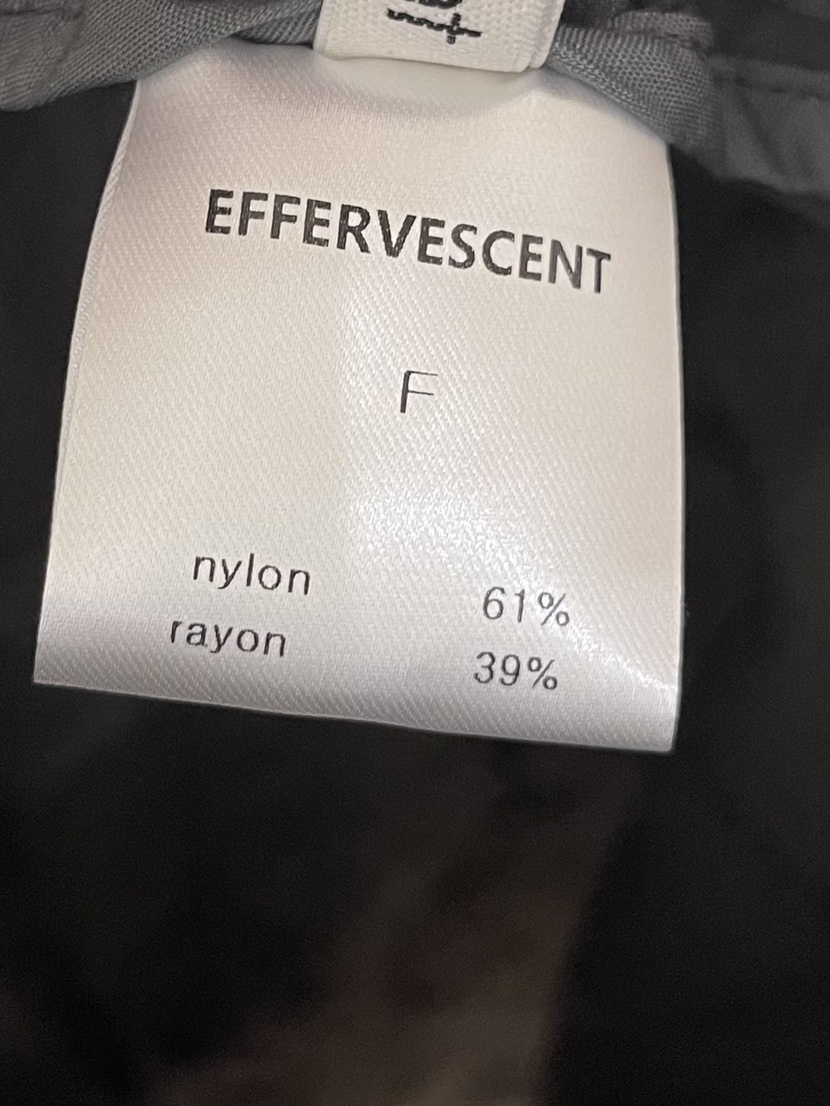 EFFERVESCENT
F
nylon 61%
rayon 39%